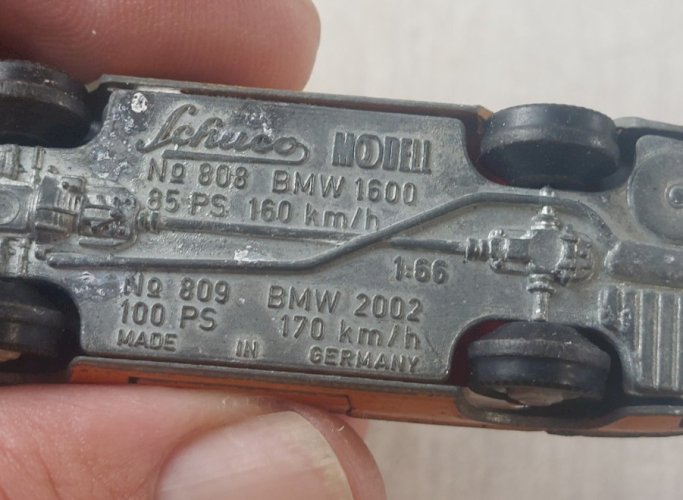 Schuco MODELL
No 808 BMW 1600
85 PS 160 km/h
1:66
No 809 BMW 2002
100 PS 170 km/h
MADE IN GERMANY